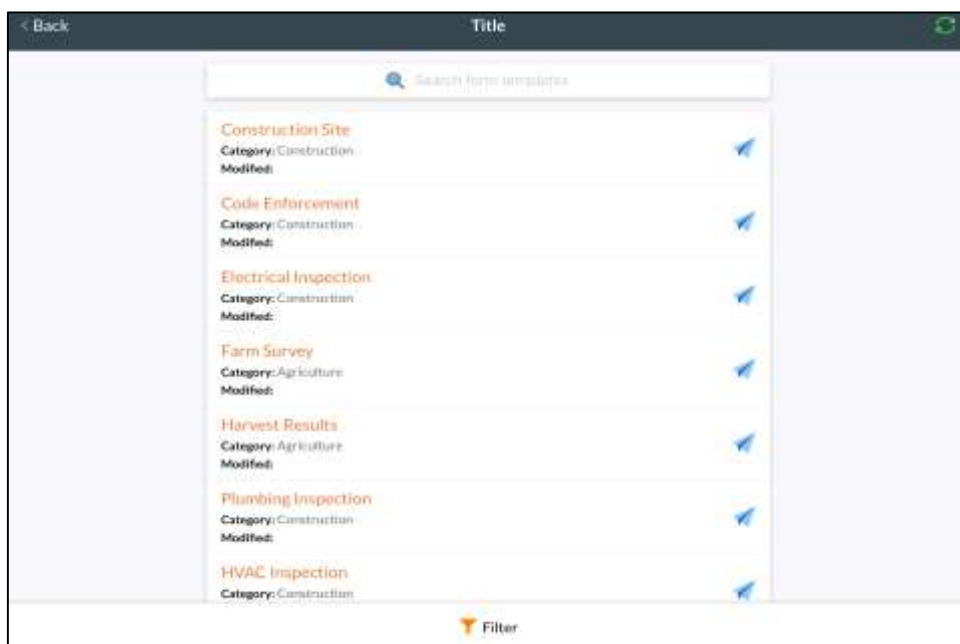 < Back
Title
Search form templates
Construction Site
Category: Construction
Modified:
Code Enforcement
Category: Construction
Modified:
Electrical Inspection
Category: Construction
Modified:
Farm Survey
Category: Agriculture
Modified:
Harvest Results
Category: Agriculture
Modified:
Plumbing Inspection
Category: Construction
Modified:
HVAC Inspection
Category: Construction
Filter